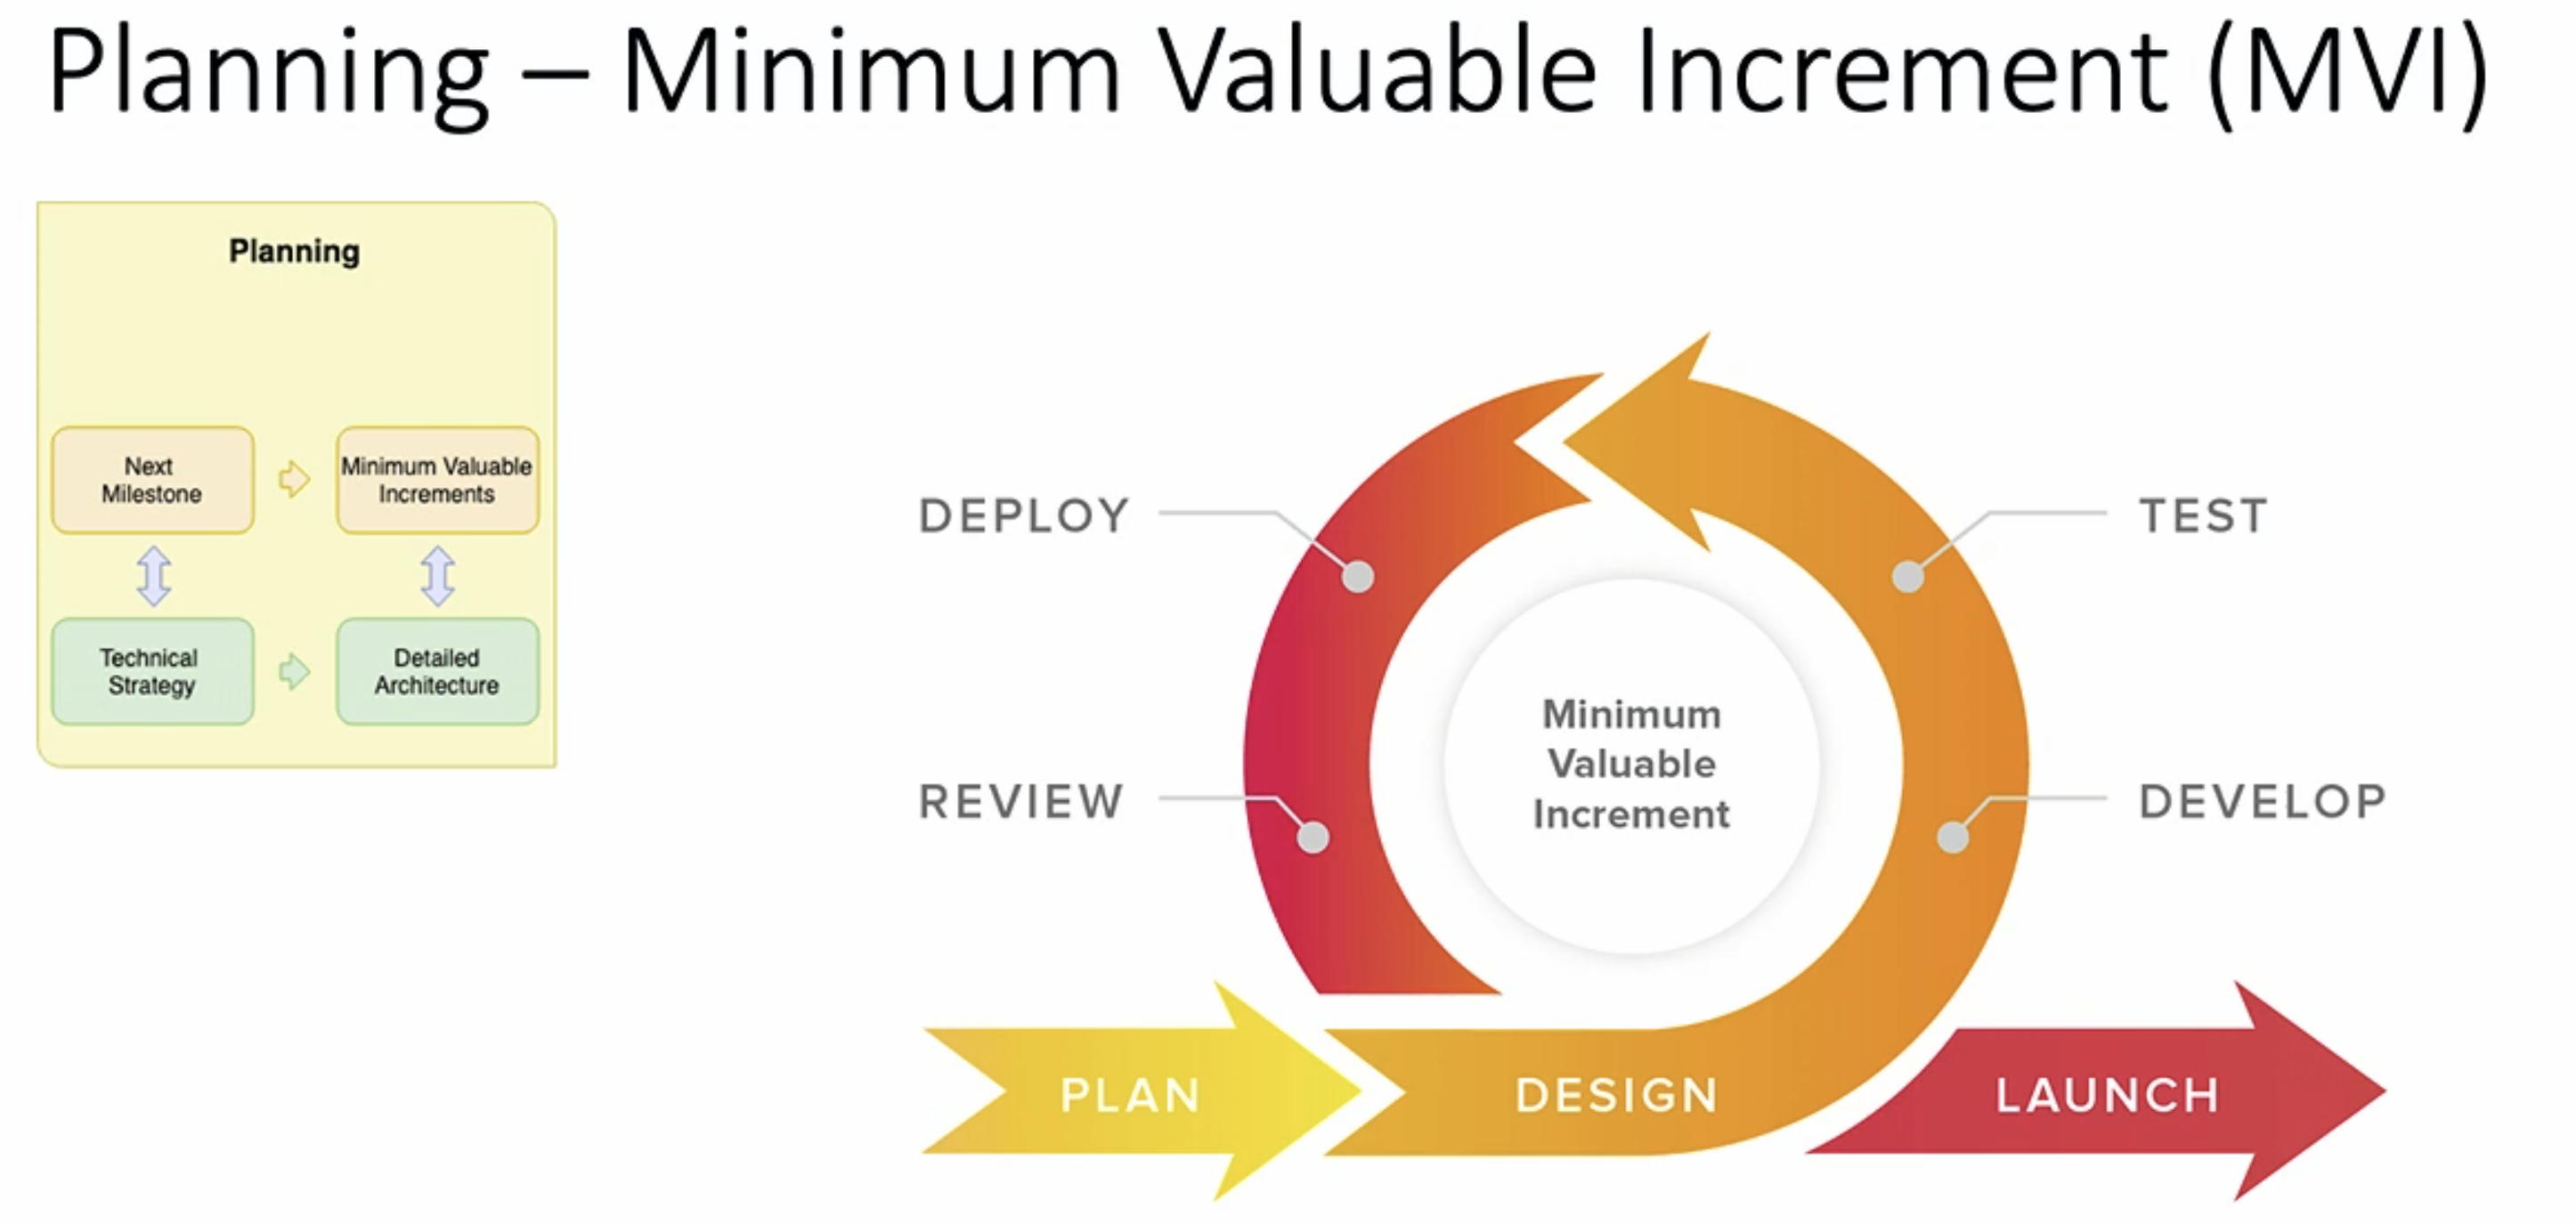 Planning – Minimum Valuable Increment (MVI)
Planning
Next
Milestone
Minimum Valuable
Increments
Technical
Strategy
Detailed
Architecture
DEPLOY
TEST
Minimum
Valuable
Increment
REVIEW
DEVELOP
PLAN
DESIGN
LAUNCH